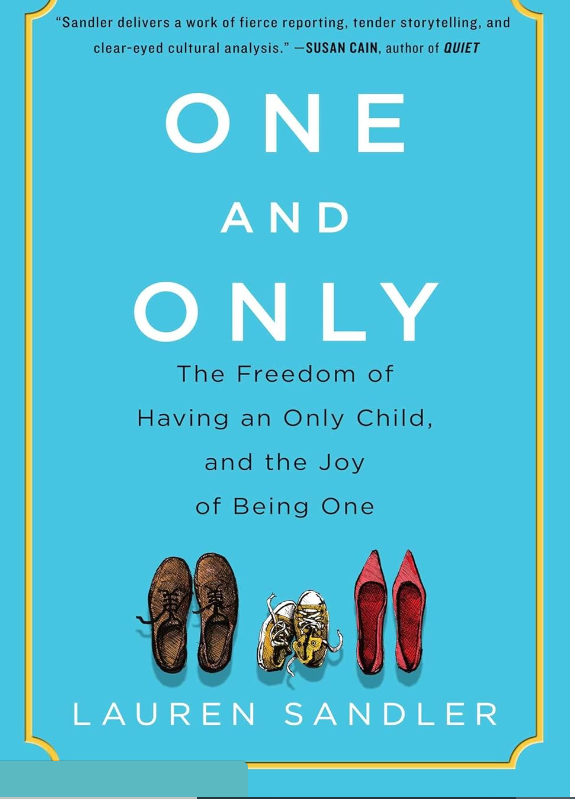 “Sandler delivers a work of fierce reporting, tender storytelling, and
clear-eyed cultural analysis.” —SUSAN CAIN, author of QUIET
ONE
AND
ONLY
The Freedom of
Having an Only Child,
and the Joy
of Being One
LAUREN SANDLER